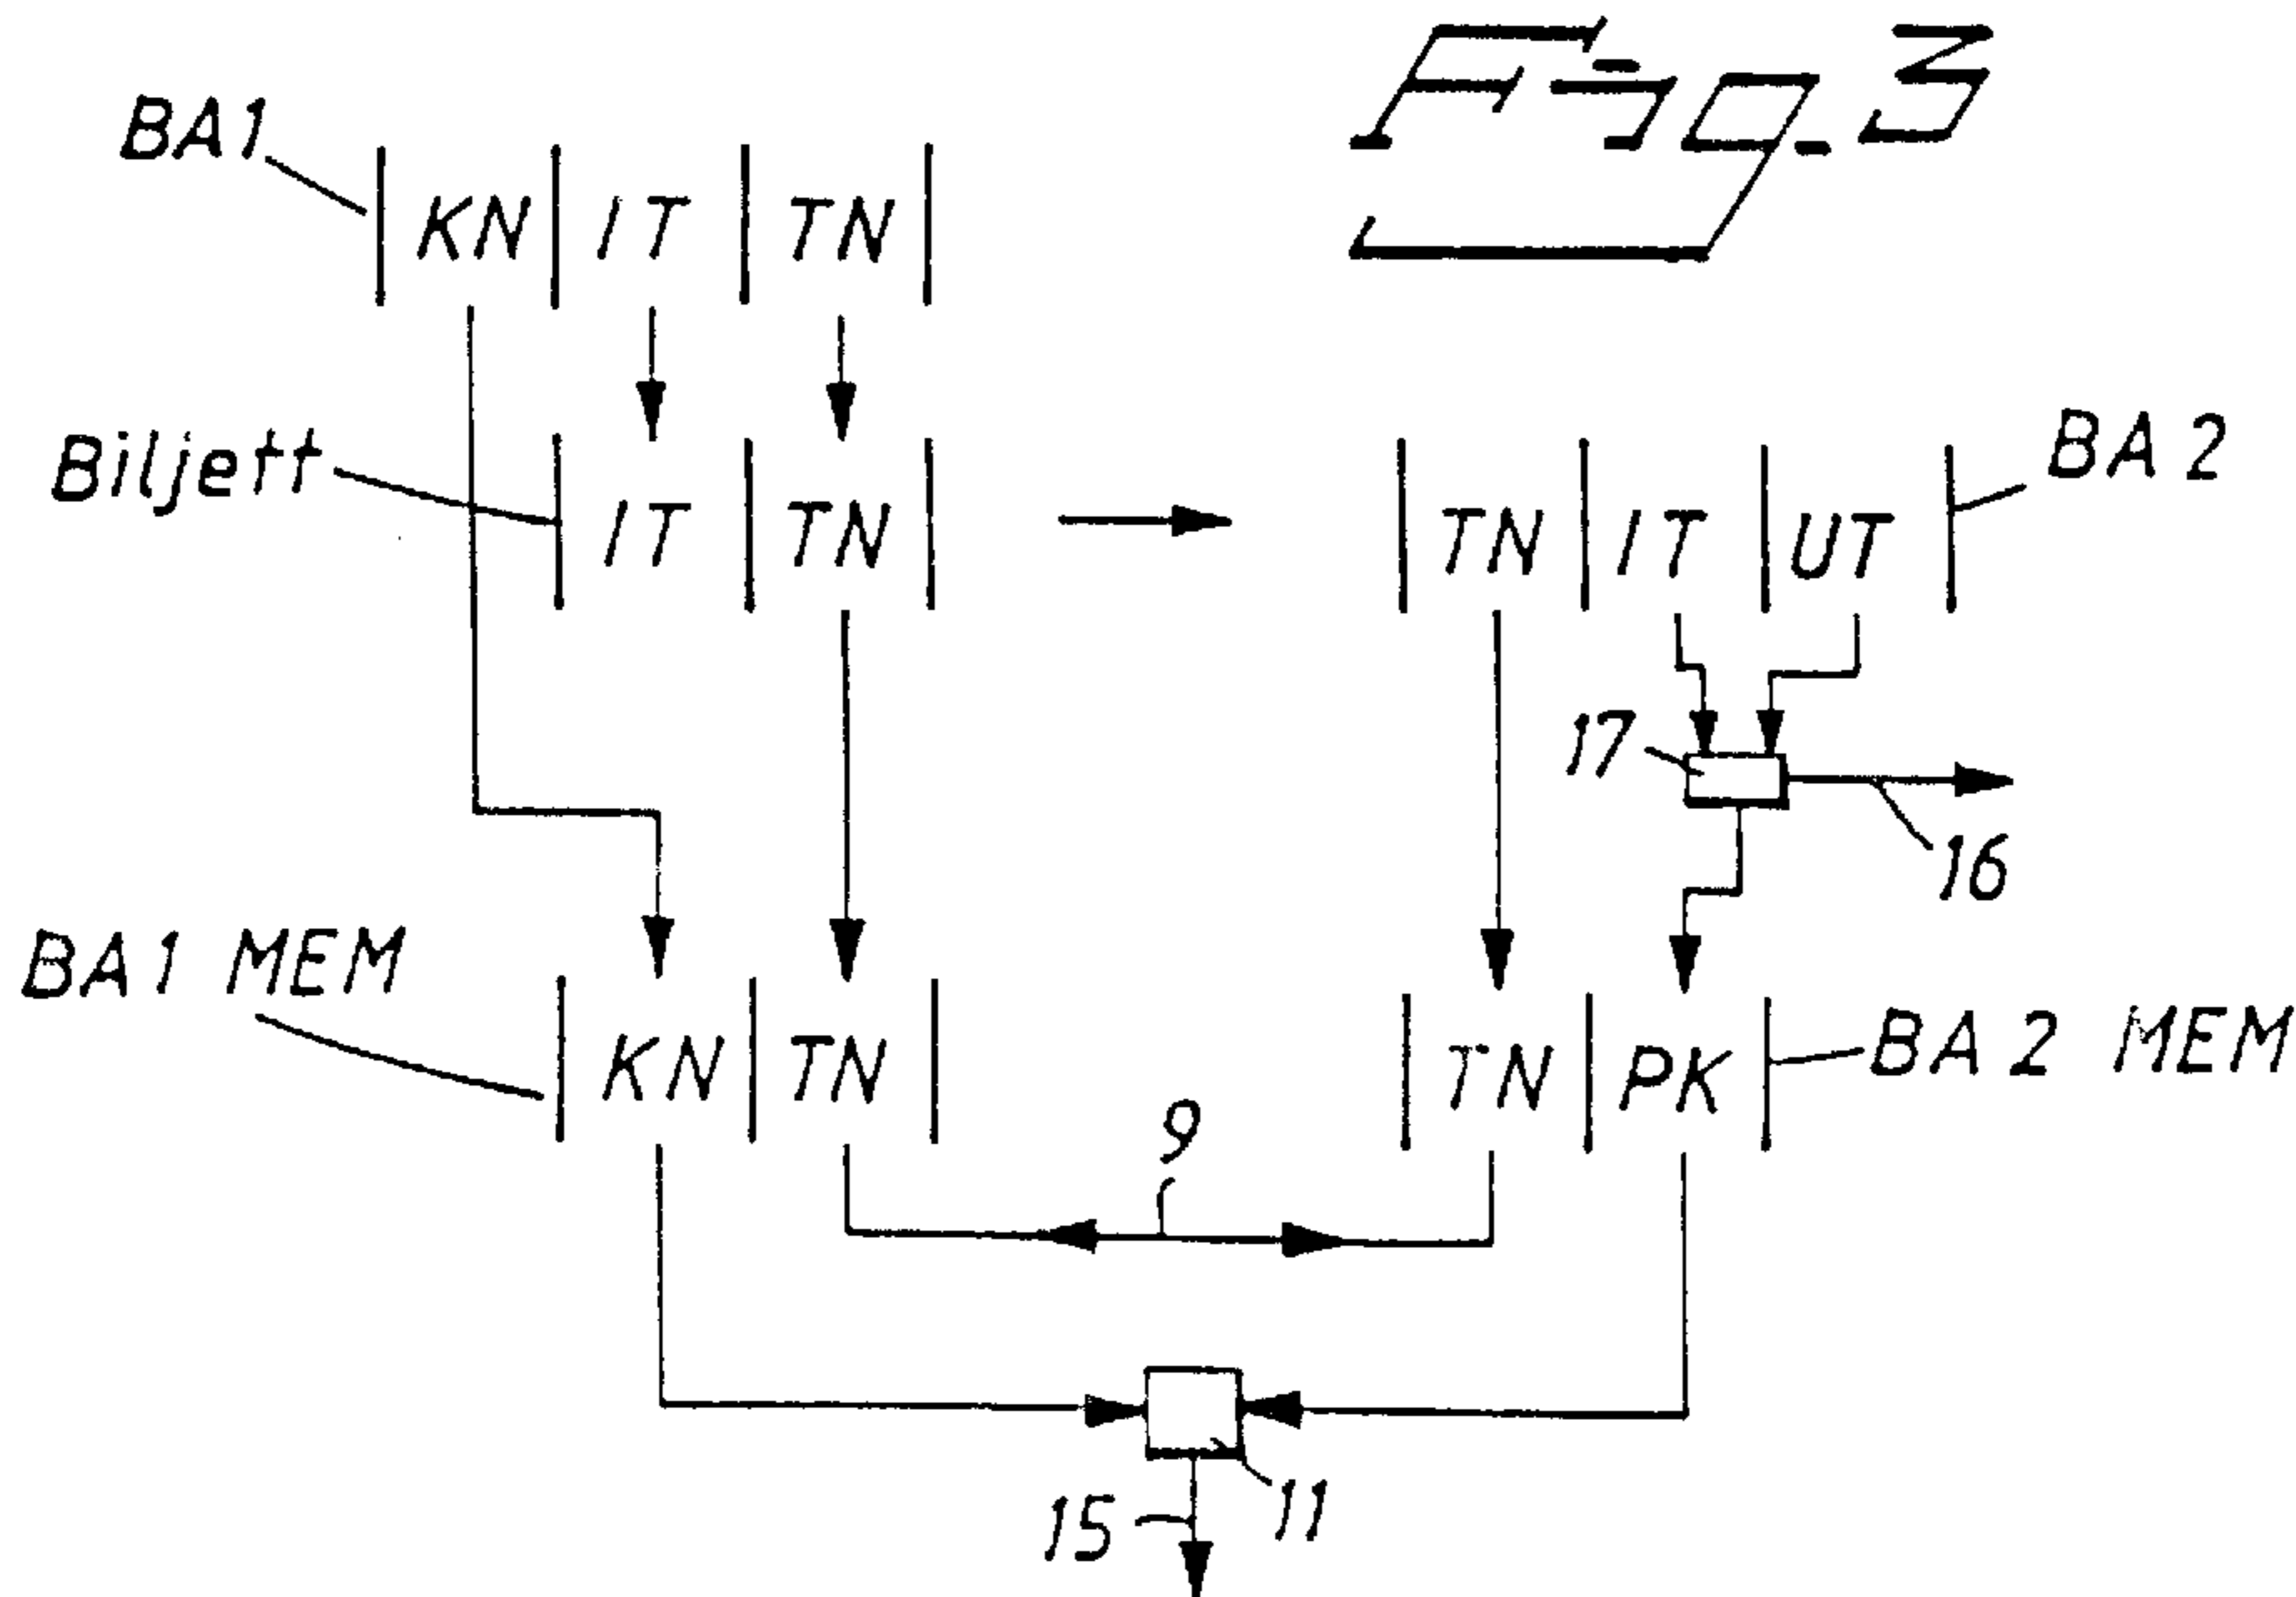 Fig. 3
BA1
KN IT TN
Biljett
IT TN
TN IT UT
BA 2
17
16
BA 1 MEM
KN TN
TN PK
BA 2 MEM
9
15
11